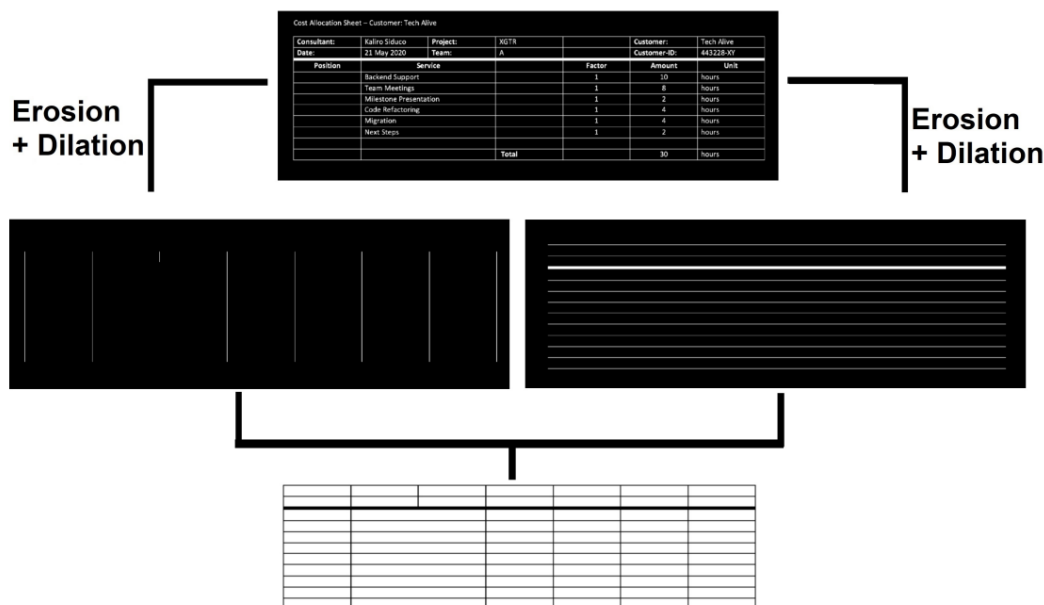 Cost Allocation Sheet – Customer: Tech Alive
Consultant: Kaliro Siduco Project: XGTR Customer: Tech Alive
Date: 21 May 2020 Team: A Customer-ID: 443228-XY
Position Service Factor Amount Unit
Backend Support 1 10 hours
Team Meetings 1 8 hours
Milestone Presentation 1 2 hours
Code Refactoring 1 4 hours
Migration 1 4 hours
Next Steps 1 2 hours
Total 30 hours
Erosion
+ Dilation
Erosion
+ Dilation